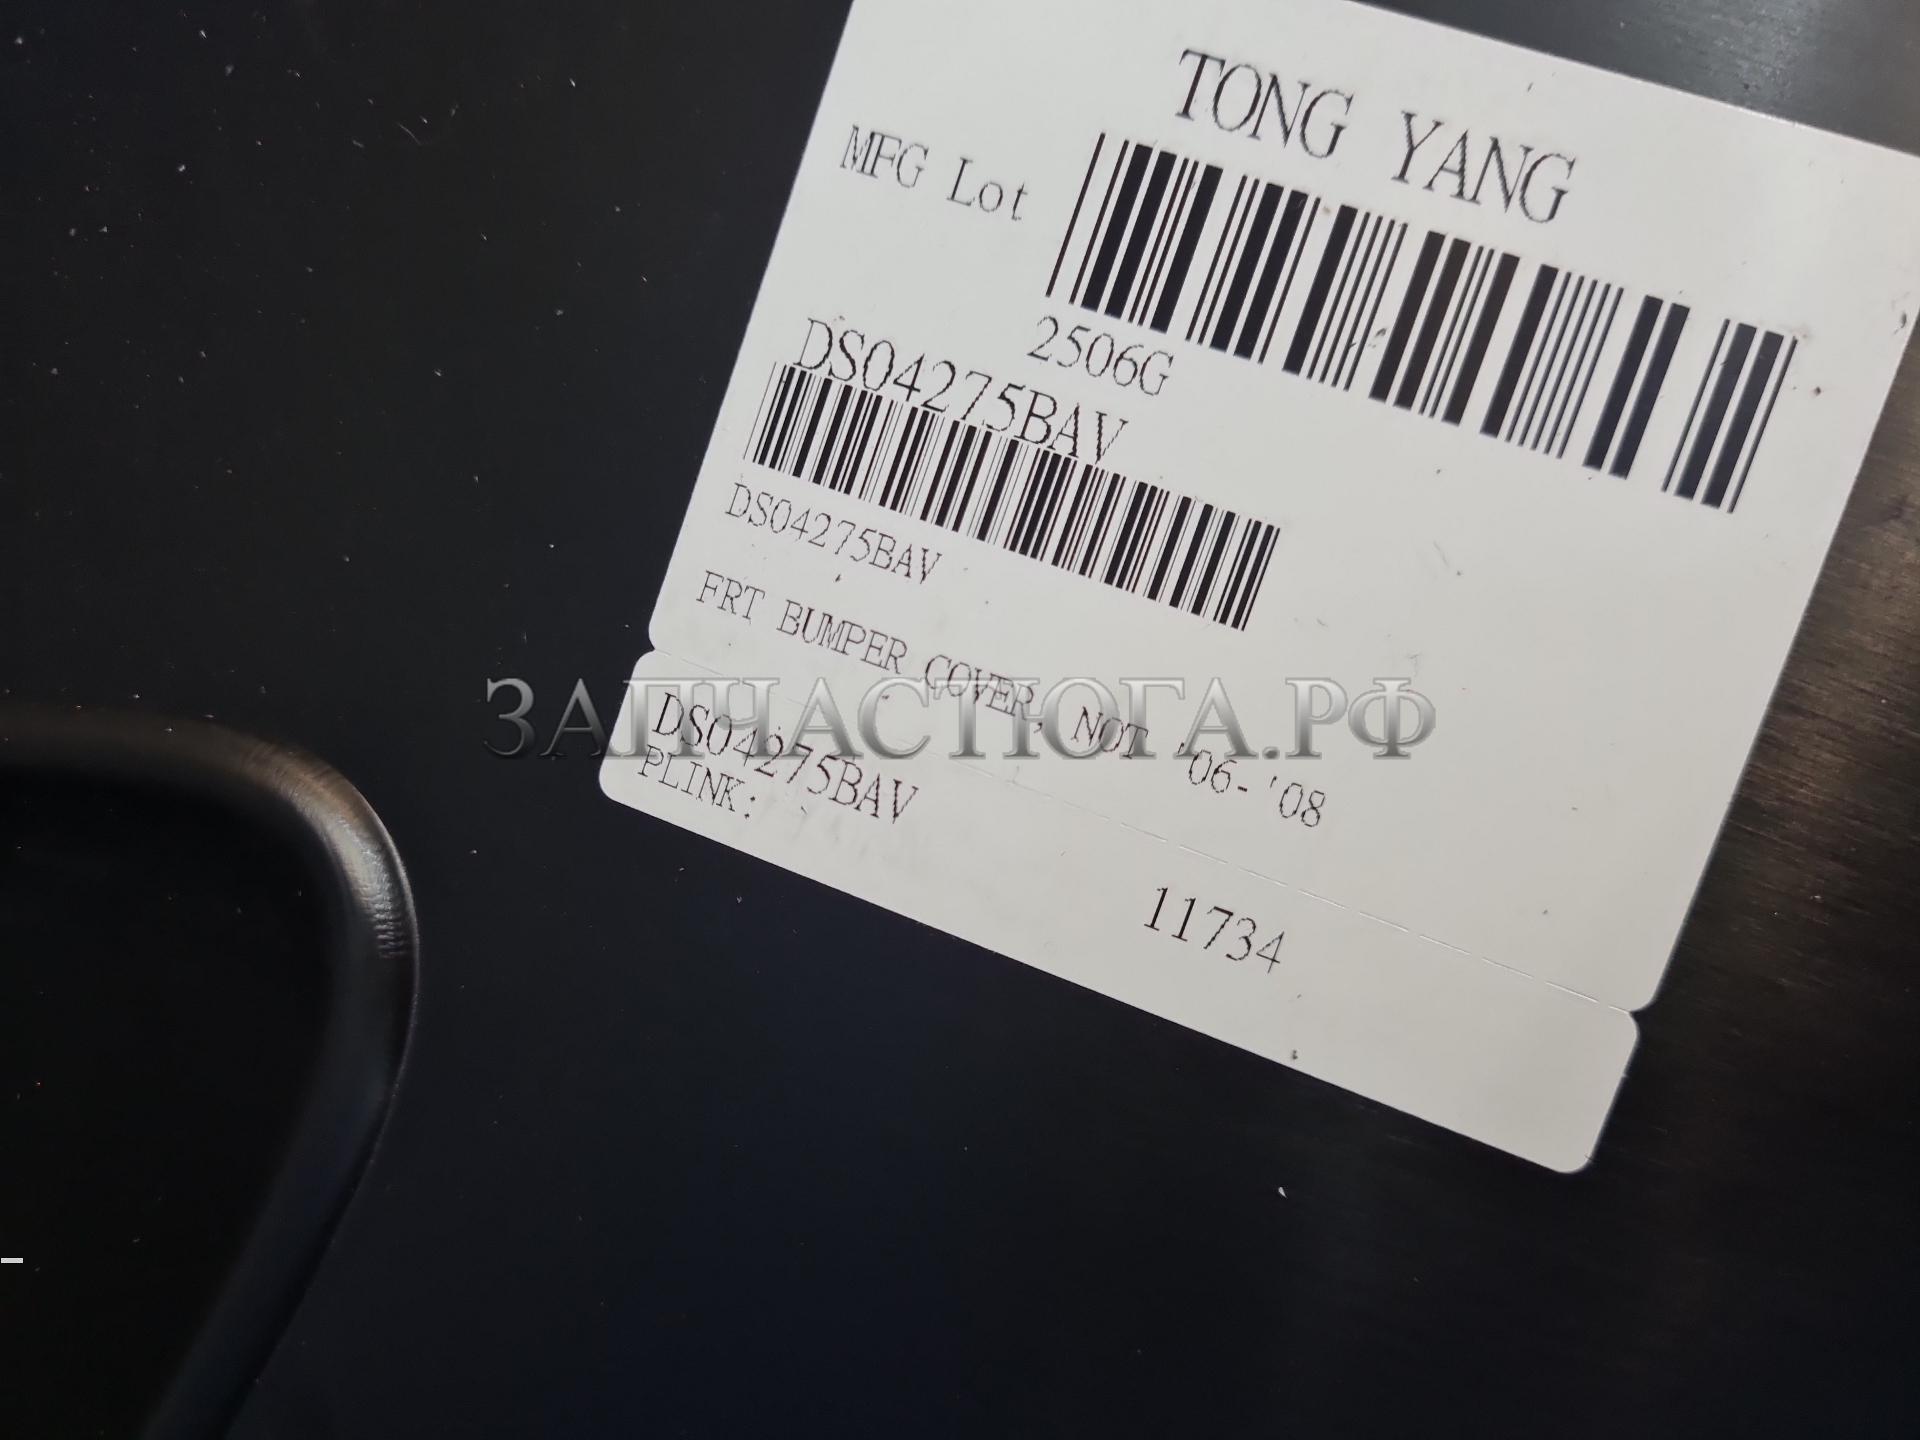 TONG YANG
MFG Lot
2506G
DS04275BAV
DS04275BAV
FRT BUMPER COVER, NOT '06-'08
ЗАПЧАСТЮГА.РФ
DS04275BAV
PLINK:
11734